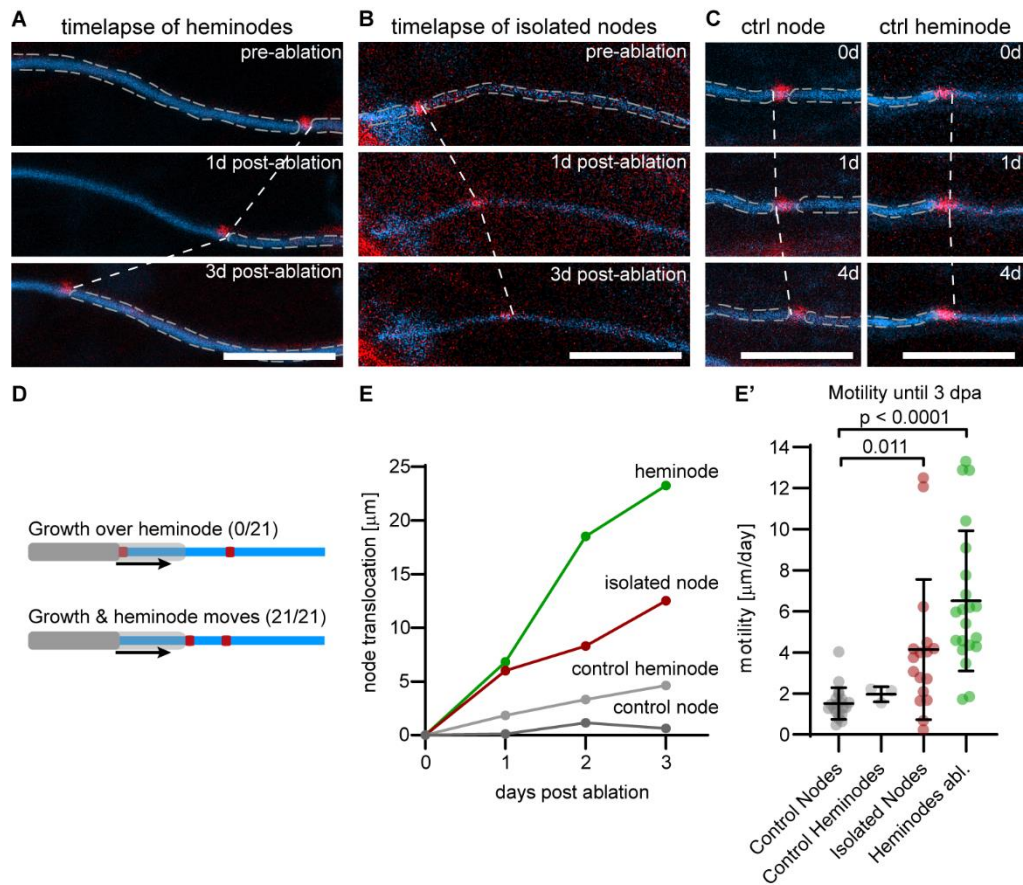 A
timelapse of heminodes
pre-ablation
1d post-ablation
3d post-ablation
B
timelapse of isolated nodes
pre-ablation
1d post-ablation
3d post-ablation
C
ctrl node
ctrl heminode
0d
0d
1d
1d
4d
4d
D
Growth over heminode (0/21)
Growth & heminode moves (21/21)
E
node translocation [µm]
25
20
15
10
5
0
heminode
isolated node
control heminode
control node
0
1
2
3
days post ablation
E'
Motility until 3 dpa
p < 0.0001
0.011
motility [µm/day]
14
12
10
8
6
4
2
0
Control Nodes
Control Heminodes
Isolated Nodes
Heminodes abl.